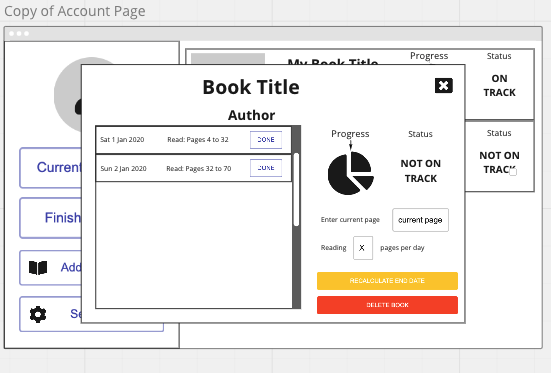 Copy of Account Page
My Book Title
Progress
Status
ON
TRACK
NOT ON
TRACK
Current
Finish
Add
Se
Book Title
Author
Sat 1 Jan 2020 Read: Pages 4 to 32 DONE
Sun 2 Jan 2020 Read: Pages 32 to 70 DONE
Progress
Status
NOT ON
TRACK
Enter current page current page
Reading X pages per day
RECALCULATE END DATE
DELETE BOOK